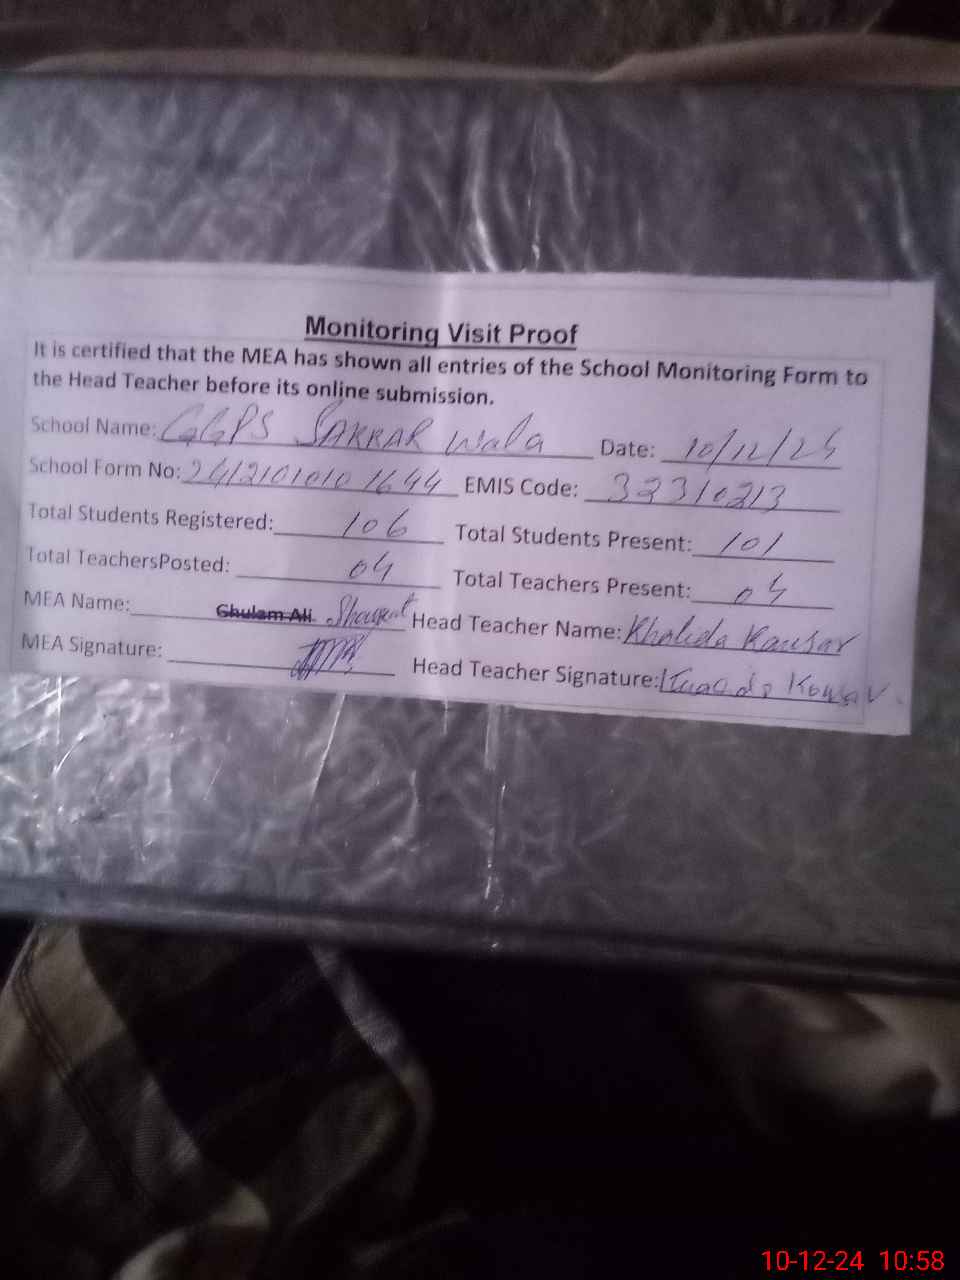 Monitoring Visit Proof
It is certified that the MEA has shown all entries of the School Monitoring Form to
the Head Teacher before its online submission.
School Name: GGPS SARRAR Wala Date: 10/12/24
School Form No: 2412101010 1644 EMIS Code: 32310213
Total Students Registered: 106 Total Students Present: 101
Total TeachersPosted: 04 Total Teachers Present: 04
MEA Name: Ghulam Ali Shaukat Head Teacher Name: Khalida Kausar
MEA Signature: Head Teacher Signature: Kowsar
10-12-24 10:58